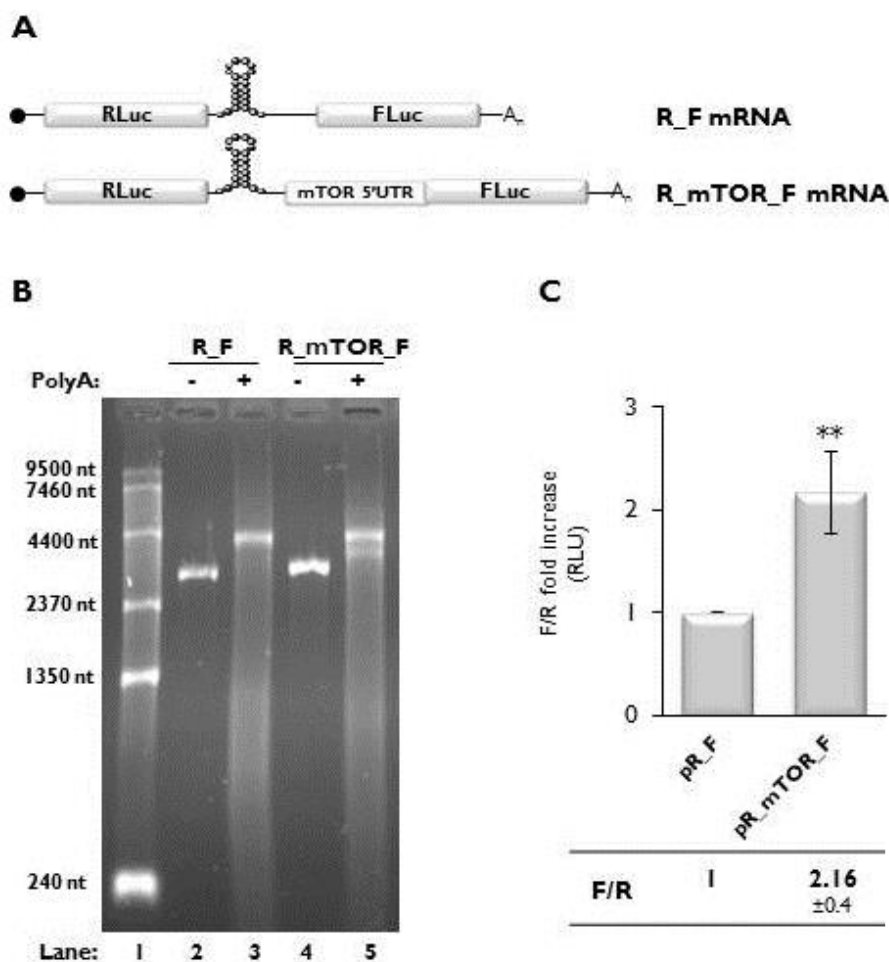 A
RLuc FLuc Aₙ R_F mRNA
RLuc mTOR 5'UTR FLuc Aₙ R_mTOR_F mRNA
B
R_F R_mTOR_F
PolyA: - + - +
9500 nt
7460 nt
4400 nt
2370 nt
1350 nt
240 nt
Lane: 1 2 3 4 5
C
F/R fold increase
(RLU)
3
2
1
0
**
pR_F
pR_mTOR_F
F/R 1 2.16
±0.4